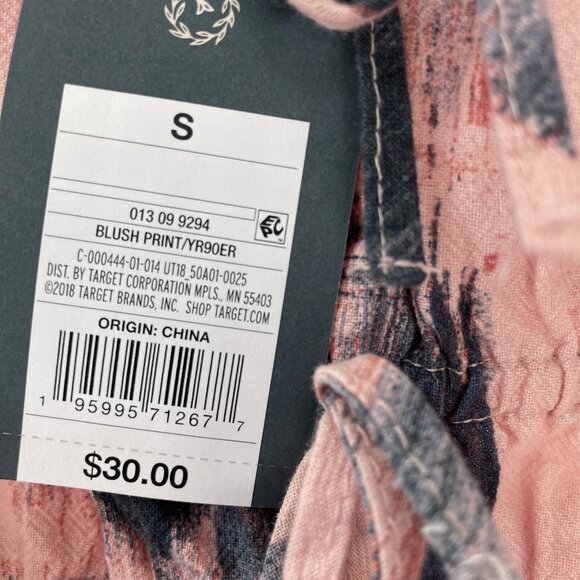 S
013 09 9294
EPC
BLUSH PRINT/YR90ER
C-000444-01-014 UT18_50A01-0025
DIST. BY TARGET CORPORATION MPLS., MN 55403
©2018 TARGET BRANDS, INC. SHOP TARGET.COM
ORIGIN: CHINA
1 95995 71267 7
$30.00